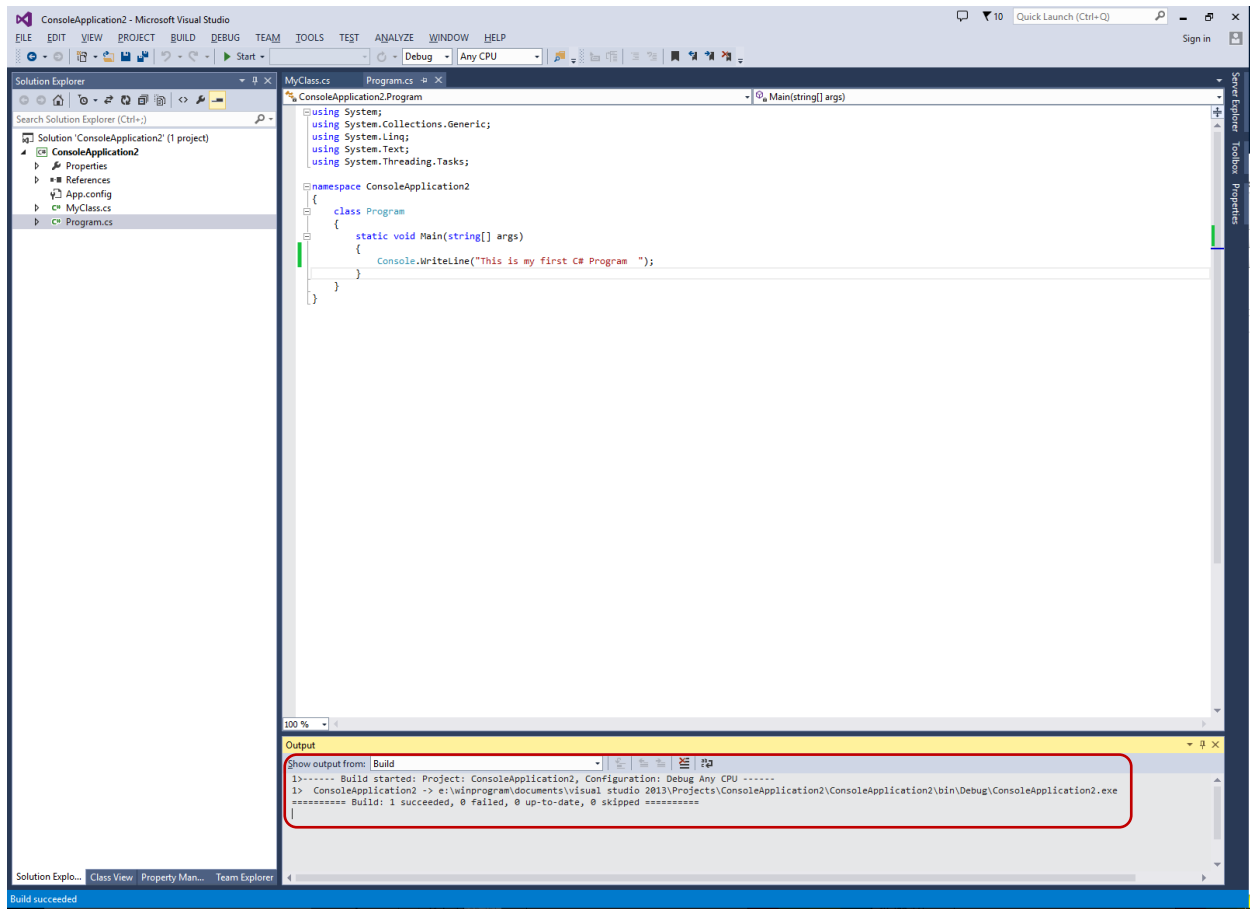 ConsoleApplication2 - Microsoft Visual Studio
10 Quick Launch (Ctrl+Q)
FILE EDIT VIEW PROJECT BUILD DEBUG TEAM TOOLS TEST ANALYZE WINDOW HELP
Sign in
Start Debug Any CPU
Solution Explorer
Search Solution Explorer (Ctrl+;)
Solution 'ConsoleApplication2' (1 project)
C# ConsoleApplication2
Properties
References
App.config
C# MyClass.cs
C# Program.cs
Solution Explo... Class View Property Man... Team Explorer
MyClass.cs Program.cs
ConsoleApplication2.Program Main(string[] args)
using System;
using System.Collections.Generic;
using System.Linq;
using System.Text;
using System.Threading.Tasks;
namespace ConsoleApplication2
{
class Program
{
static void Main(string[] args)
{
Console.WriteLine("This is my first C# Program  ");
}
}
}
100 %
Output
Show output from: Build
1>------ Build started: Project: ConsoleApplication2, Configuration: Debug Any CPU ------
1>  ConsoleApplication2 -> e:\winprogram\documents\visual studio 2013\Projects\ConsoleApplication2\ConsoleApplication2\bin\Debug\ConsoleApplication2.exe
========== Build: 1 succeeded, 0 failed, 0 up-to-date, 0 skipped ==========
Server Explorer
Toolbox
Properties
Build succeeded